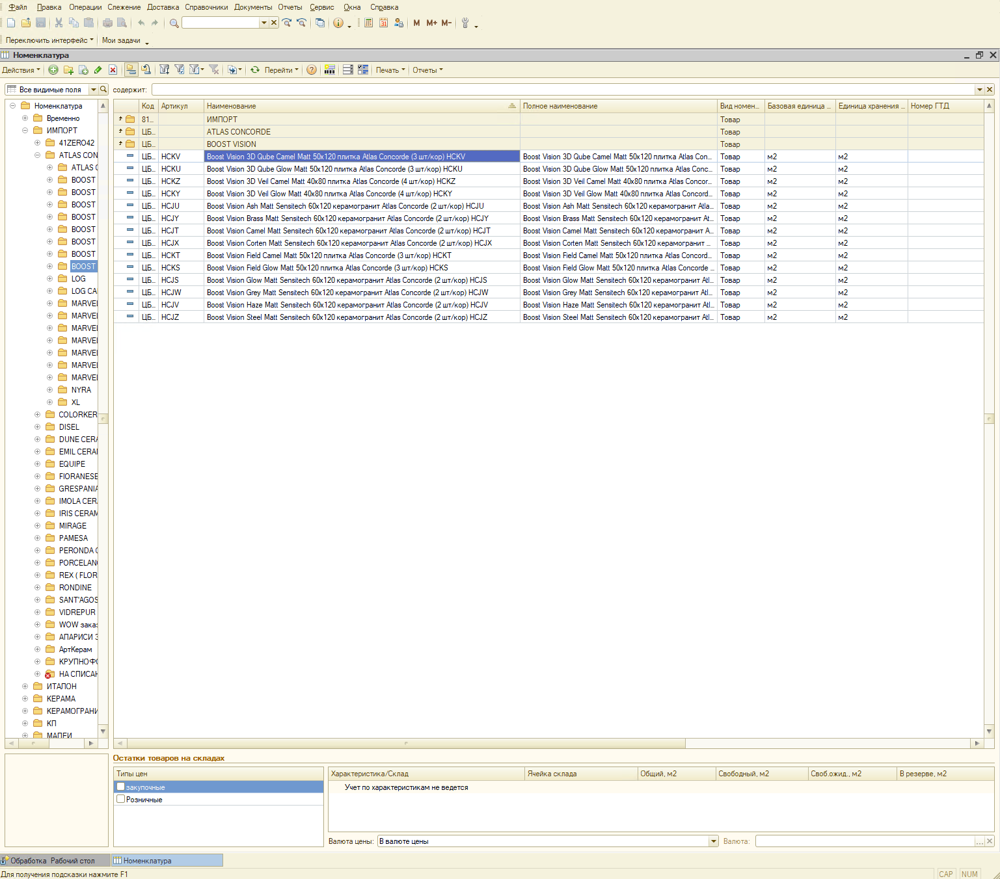 Файл Правка Операции Слежение Доставка Справочники Документы Отчеты Сервис Окна Справка
M M+ M-
Переключить интерфейс Мои задачи
Номенклатура
Действия Перейти Печать Отчеты
Все видимые поля содержит:
Номенклатура
Временно
ИМПОРТ
41ZERO42
ATLAS CON
ATLAS C
BOOST
BOOST
BOOST
BOOST
BOOST
BOOST
BOOST
BOOST
LOG
LOG CA
MARVEL
MARVEL
MARVEL
MARVEL
MARVEL
MARVEL
MARVEL
NYRA
XL
COLORKER
DISEL
DUNE CERA
EMIL CERAI
EQUIPE
FIORANESE
GRESPANIA
IMOLA CER
IRIS CERAM
MIRAGE
PAMESA
PERONDA C
PORCELANO
REX ( FLOR
RONDINE
SANT'AGOS
VIDREPUR
WOW заказ
АПАРИСИ З
АртКерам
КРУПНОФО
НА СПИСАН
ИТАЛОН
КЕРАМА
КЕРАМОГРАНИ
КП
МАПЕИ
Код Артикул Наименование Полное наименование Вид номен... Базовая единица ... Единица хранения ... Номер ГТД
81... ИМПОРТ Товар
ЦБ... ATLAS CONCORDE Товар
ЦБ... BOOST VISION Товар
ЦБ... HCKV Boost Vision 3D Qube Camel Matt 50x120 плитка Atlas Concorde (3 шт/кор) HCKV Boost Vision 3D Qube Camel Matt 50x120 плитка Atlas Con... Товар м2 м2
ЦБ... HCKU Boost Vision 3D Qube Glow Matt 50x120 плитка Atlas Concorde (3 шт/кор) HCKU Boost Vision 3D Qube Glow Matt 50x120 плитка Atlas Conc... Товар м2 м2
ЦБ... HCKZ Boost Vision 3D Veil Camel Matt 40x80 плитка Atlas Concorde (4 шт/кор) HCKZ Boost Vision 3D Veil Camel Matt 40x80 плитка Atlas Concor... Товар м2 м2
ЦБ... HCKY Boost Vision 3D Veil Glow Matt 40x80 плитка Atlas Concorde (4 шт/кор) HCKY Boost Vision 3D Veil Glow Matt 40x80 плитка Atlas Concord... Товар м2 м2
ЦБ... HCJU Boost Vision Ash Matt Sensitech 60x120 керамогранит Atlas Concorde (2 шт/кор) HCJU Boost Vision Ash Matt Sensitech 60x120 керамогранит Atla... Товар м2 м2
ЦБ... HCJY Boost Vision Brass Matt Sensitech 60x120 керамогранит Atlas Concorde (2 шт/кор) HCJY Boost Vision Brass Matt Sensitech 60x120 керамогранит At... Товар м2 м2
ЦБ... HCJT Boost Vision Camel Matt Sensitech 60x120 керамогранит Atlas Concorde (2 шт/кор) HCJT Boost Vision Camel Matt Sensitech 60x120 керамогранит A... Товар м2 м2
ЦБ... HCJX Boost Vision Corten Matt Sensitech 60x120 керамогранит Atlas Concorde (2 шт/кор) HCJX Boost Vision Corten Matt Sensitech 60x120 керамогранит ... Товар м2 м2
ЦБ... HCKT Boost Vision Field Camel Matt 50x120 плитка Atlas Concorde (3 шт/кор) HCKT Boost Vision Field Camel Matt 50x120 плитка Atlas Concord... Товар м2 м2
ЦБ... HCKS Boost Vision Field Glow Matt 50x120 плитка Atlas Concorde (3 шт/кор) HCKS Boost Vision Field Glow Matt 50x120 плитка Atlas Concorde ... Товар м2 м2
ЦБ... HCJS Boost Vision Glow Matt Sensitech 60x120 керамогранит Atlas Concorde (2 шт/кор) HCJS Boost Vision Glow Matt Sensitech 60x120 керамогранит Atl... Товар м2 м2
ЦБ... HCJW Boost Vision Grey Matt Sensitech 60x120 керамогранит Atlas Concorde (2 шт/кор) HCJW Boost Vision Grey Matt Sensitech 60x120 керамогранит Atl... Товар м2 м2
ЦБ... HCJV Boost Vision Haze Matt Sensitech 60x120 керамогранит Atlas Concorde (2 шт/кор) HCJV Boost Vision Haze Matt Sensitech 60x120 керамогранит Atl... Товар м2 м2
ЦБ... HCJZ Boost Vision Steel Matt Sensitech 60x120 керамогранит Atlas Concorde (2 шт/кор) HCJZ Boost Vision Steel Matt Sensitech 60x120 керамогранит Atl... Товар м2 м2
Остатки товаров на складах
Типы цен
закупочные
Розничные
Характеристика/Склад Ячейка склада Общий, м2 Свободный, м2 Своб.ожид., м2 В резерве, м2
Учет по характеристикам не ведется
Валюта цены: В валюте цены Валюта: ...
Обработка Рабочий стол Номенклатура
Для получения подсказки нажмите F1 CAP NUM